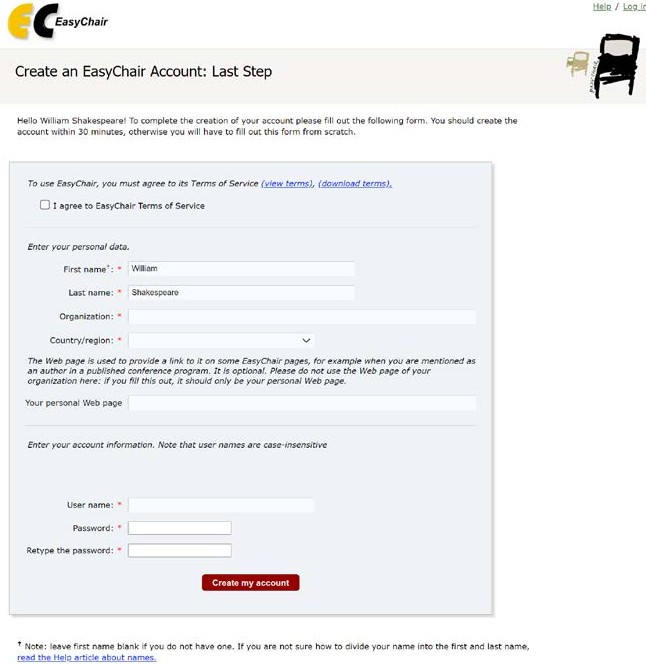 Help / Log in
EC EasyChair
Create an EasyChair Account: Last Step
Hello William Shakespeare! To complete the creation of your account please fill out the following form. You should create the
account within 30 minutes, otherwise you will have to fill out this form from scratch.
To use EasyChair, you must agree to its Terms of Service (view terms), (download terms).
I agree to EasyChair Terms of Service
Enter your personal data.
First name†: * William
Last name: * Shakespeare
Organization: *
Country/region: *
The Web page is used to provide a link to it on some EasyChair pages, for example when you are mentioned as
an author in a published conference program. It is optional. Please do not use the Web page of your
organization here: if you fill this out, it should only be your personal Web page.
Your personal Web page
Enter your account information. Note that user names are case-insensitive
User name: *
Password: *
Retype the password: *
Create my account
† Note: leave first name blank if you do not have one. If you are not sure how to divide your name into the first and last name,
read the Help article about names.